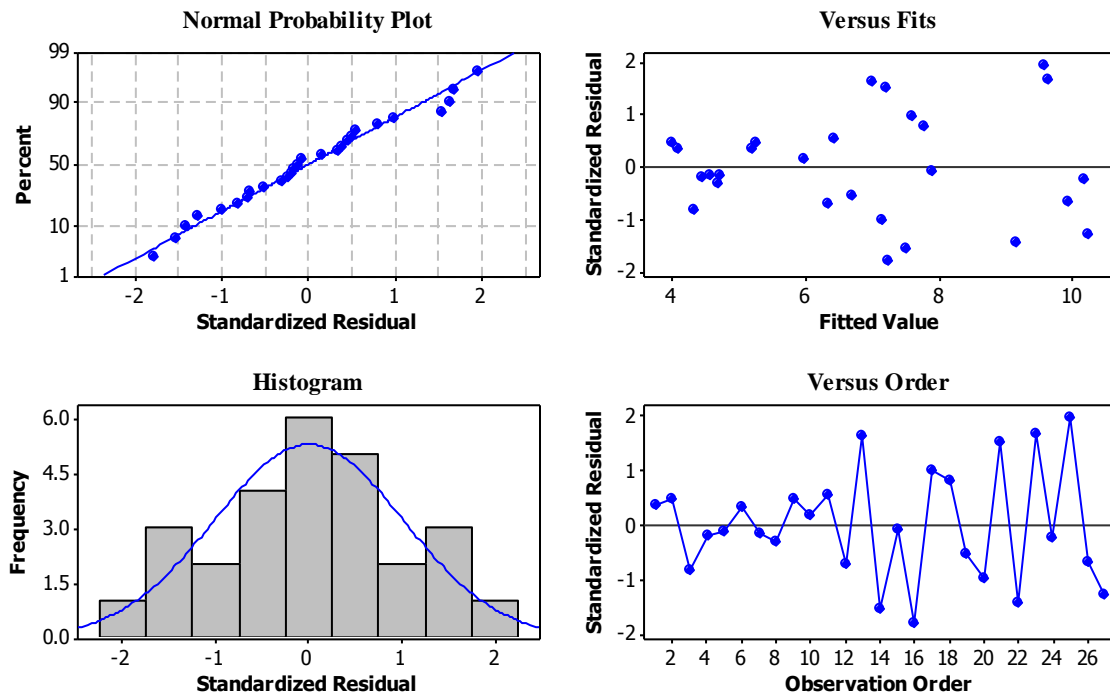 Normal Probability Plot
Percent
99
90
50
10
1
-2 -1 0 1 2
Standardized Residual
Versus Fits
Standardized Residual
2
1
0
-1
-2
4 6 8 10
Fitted Value
Histogram
Frequency
6.0
4.5
3.0
1.5
0.0
-2 -1 0 1 2
Standardized Residual
Versus Order
Standardized Residual
2
1
0
-1
-2
2 4 6 8 10 12 14 16 18 20 22 24 26
Observation Order